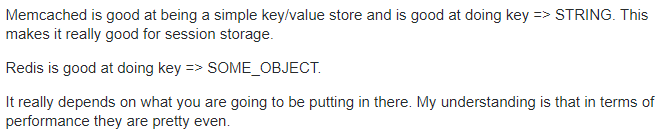 Memcached is good at being a simple key/value store and is good at doing key => STRING. This
makes it really good for session storage.
Redis is good at doing key => SOME_OBJECT.
It really depends on what you are going to be putting in there. My understanding is that in terms of
performance they are pretty even.